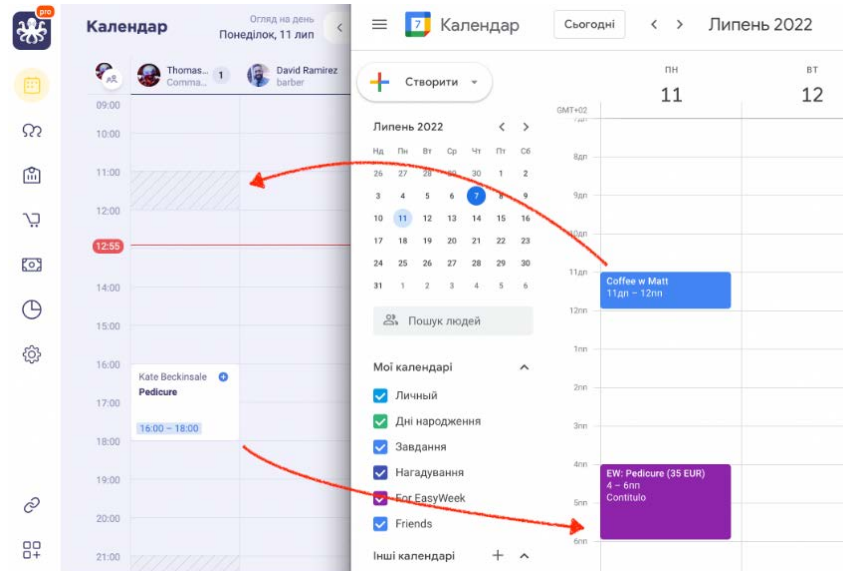 pro
Календар
Огляд на день
Понеділок, 11 лип
Thomas...
Comma...
1
David Ramirez
barber
09:00
10:00
11:00
12:00
12:55
14:00
15:00
16:00
17:00
18:00
19:00
20:00
21:00
Kate Beckinsale
Pedicure
16:00 – 18:00
7
Календар
Сьогодні
Липень 2022
Створити
Липень 2022
Нд Пн Вт Ср Чт Пт Сб
26 27 28 29 30 1 2
3 4 5 6 7 8 9
10 11 12 13 14 15 16
17 18 19 20 21 22 23
24 25 26 27 28 29 30
31 1 2 3 4 5 6
Пошук людей
Мої календарі
Личный
Дні народження
Завдання
Нагадування
For EasyWeek
Friends
Інші календарі
ПН
11
ВТ
12
GMT+02
8дп
9дп
10дп
11дп
12пп
1пп
2пп
3пп
4пп
5пп
6пп
Coffee w Matt
11дп – 12пп
EW: Pedicure (35 EUR)
4 – 6пп
Contitulo